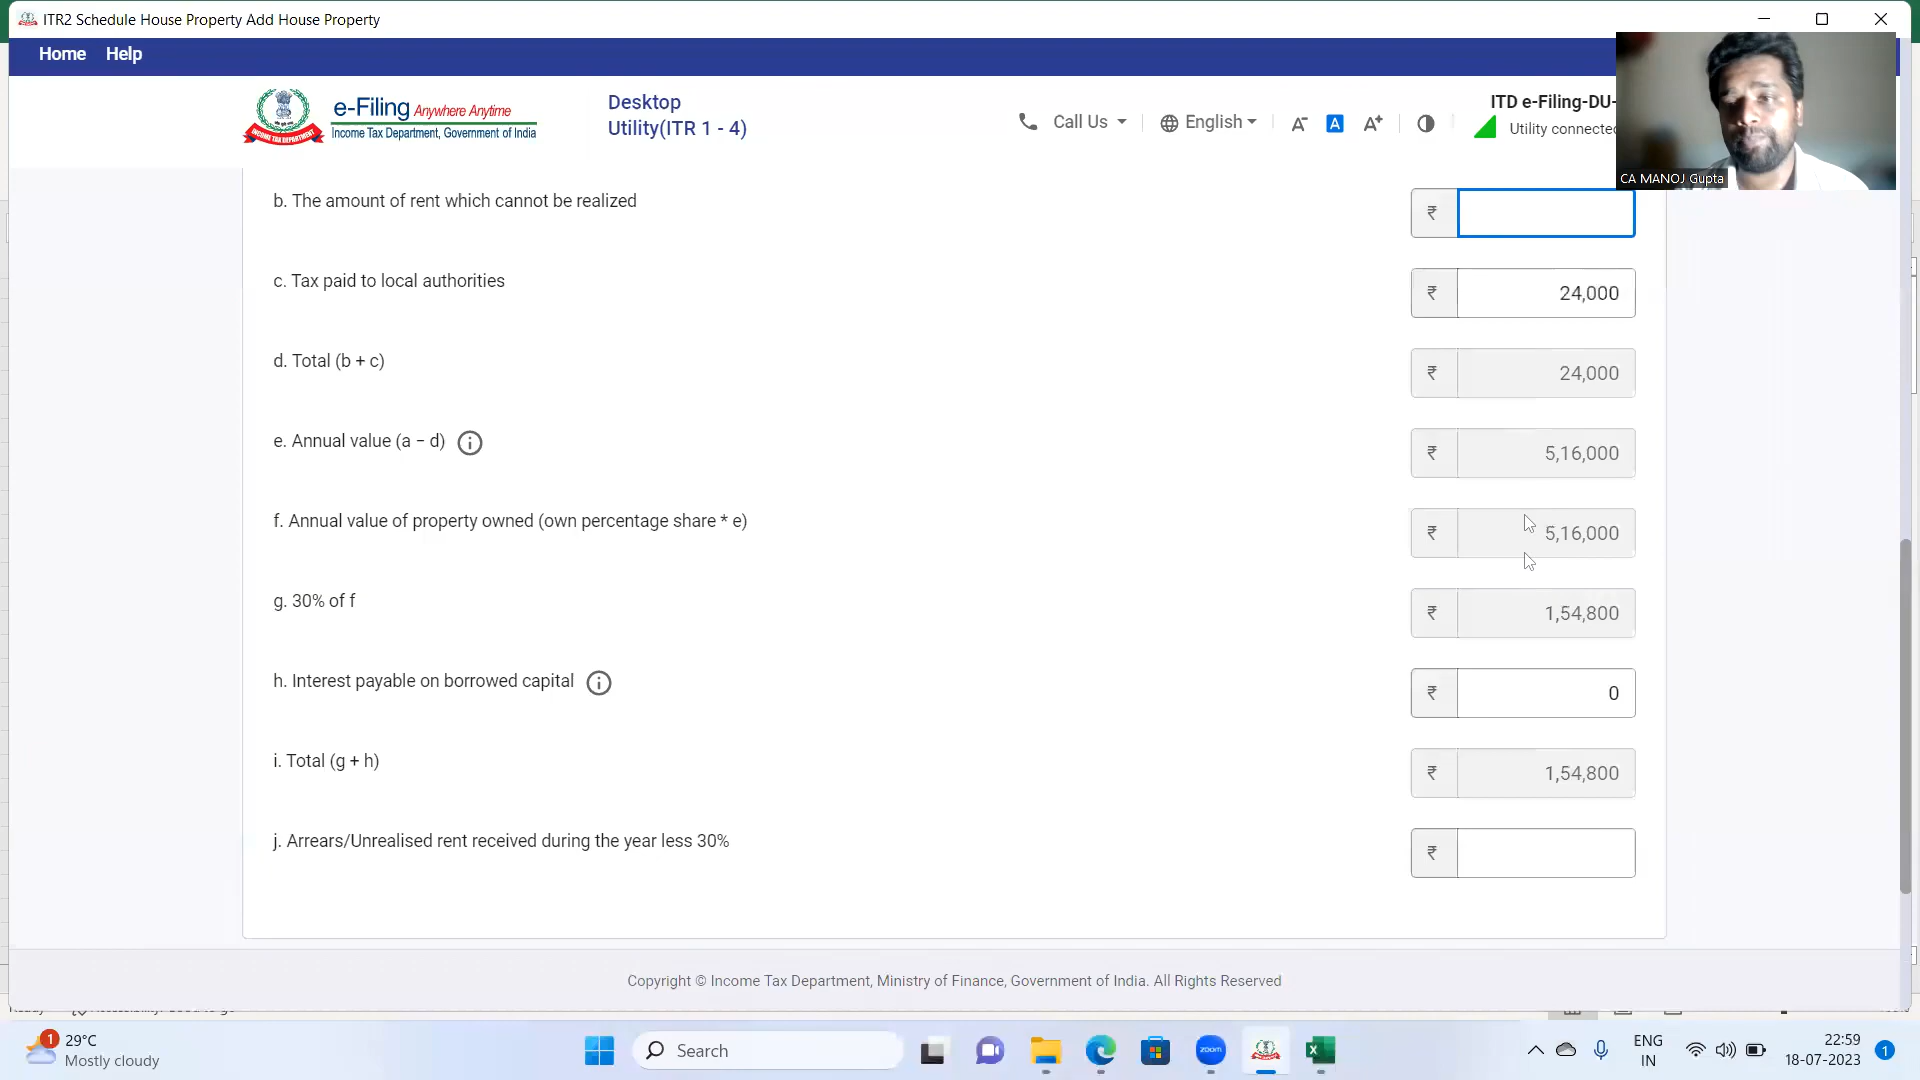 ITR2 Schedule House Property Add House Property
Home Help
e-Filing Anywhere Anytime
Income Tax Department, Government of India
INCOME TAX DEPARTMENT
Desktop
Utility(ITR 1 - 4)
Call Us
English
A-
A
A+
ITD e-Filing-DU-
Utility connected
CA MANOJ Gupta
b. The amount of rent which cannot be realized
₹
c. Tax paid to local authorities
₹ 24,000
d. Total (b + c)
₹ 24,000
e. Annual value (a − d)
₹ 5,16,000
f. Annual value of property owned (own percentage share * e)
₹ 5,16,000
g. 30% of f
₹ 1,54,800
h. Interest payable on borrowed capital
₹ 0
i. Total (g + h)
₹ 1,54,800
j. Arrears/Unrealised rent received during the year less 30%
₹
Copyright © Income Tax Department, Ministry of Finance, Government of India. All Rights Reserved
1
29°C
Mostly cloudy
Search
zoom
ENG
IN
22:59
18-07-2023
1